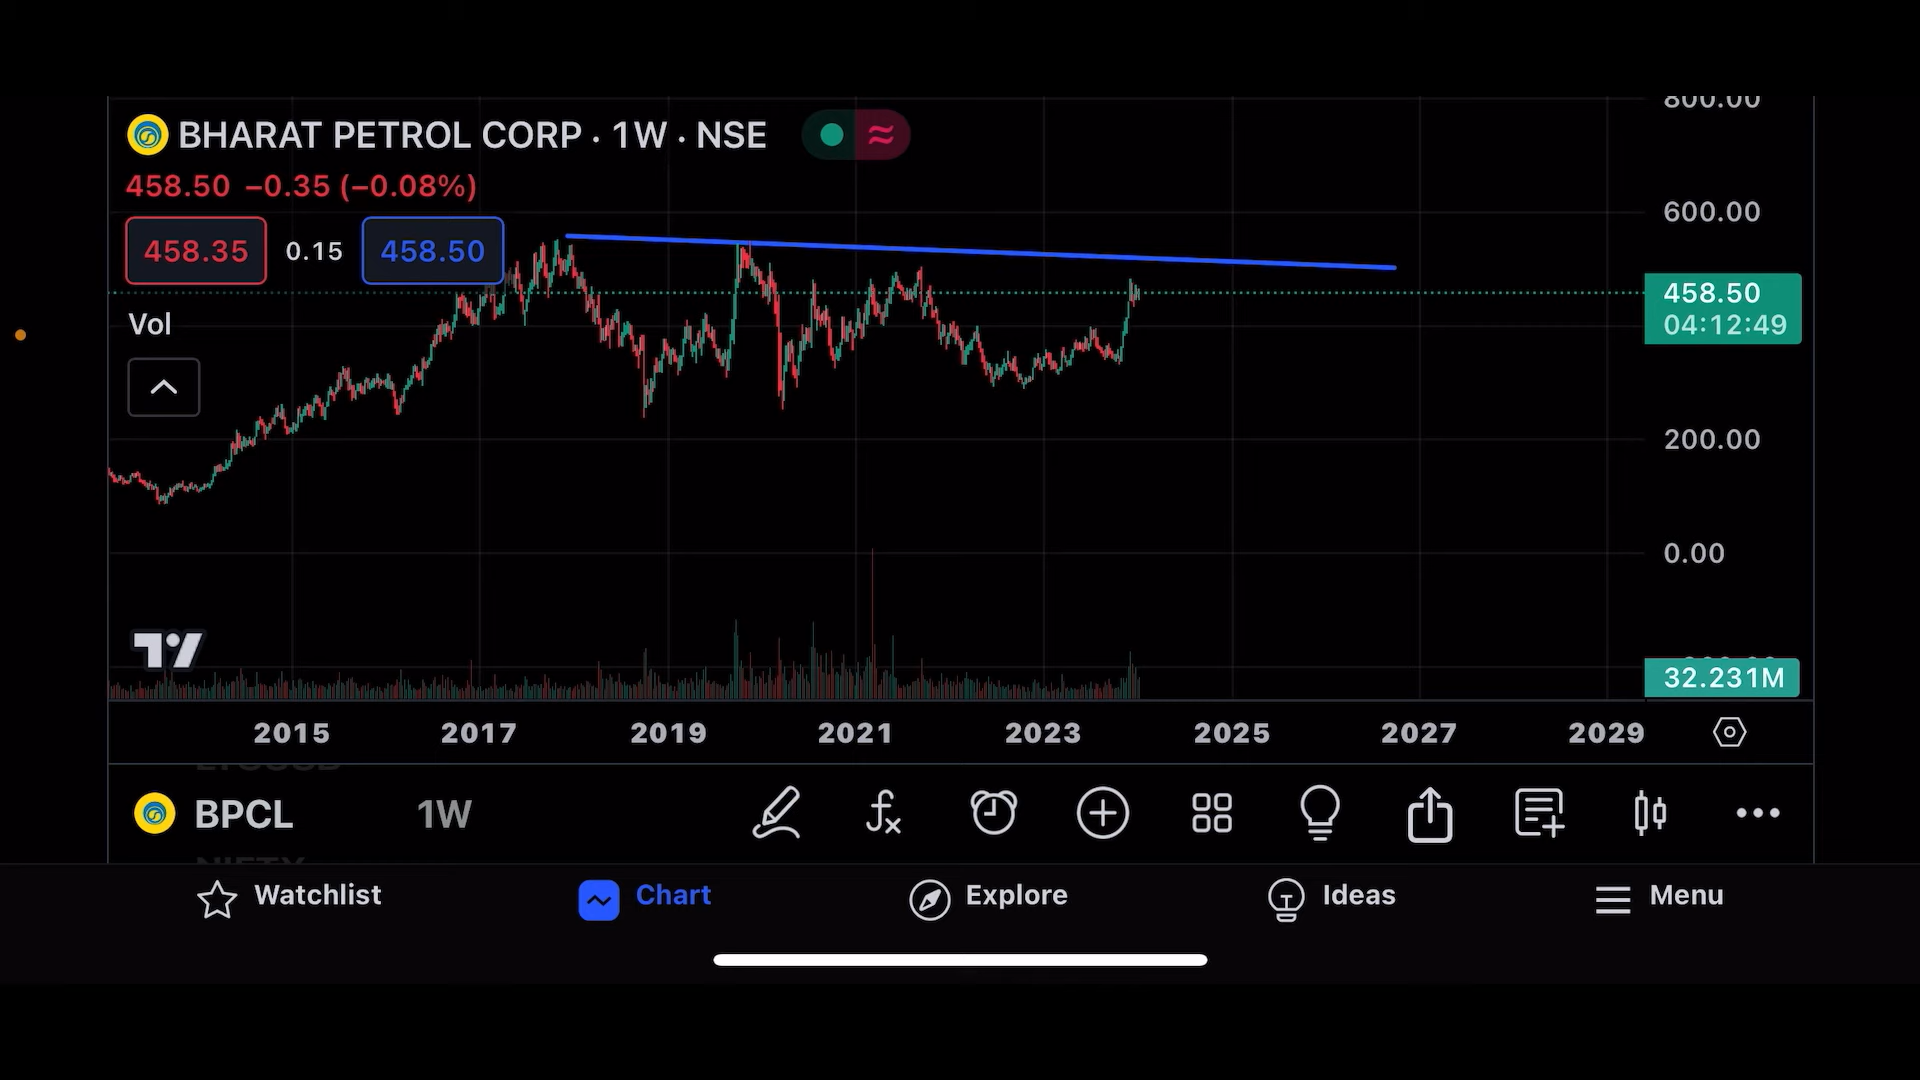 800.00
BHARAT PETROL CORP · 1W · NSE
458.50 −0.35 (−0.08%)
600.00
458.35 0.15 458.50
458.50
04:12:49
Vol
200.00
0.00
32.231M
2015 2017 2019 2021 2023 2025 2027 2029
BPCL 1W
Watchlist Chart Explore Ideas Menu